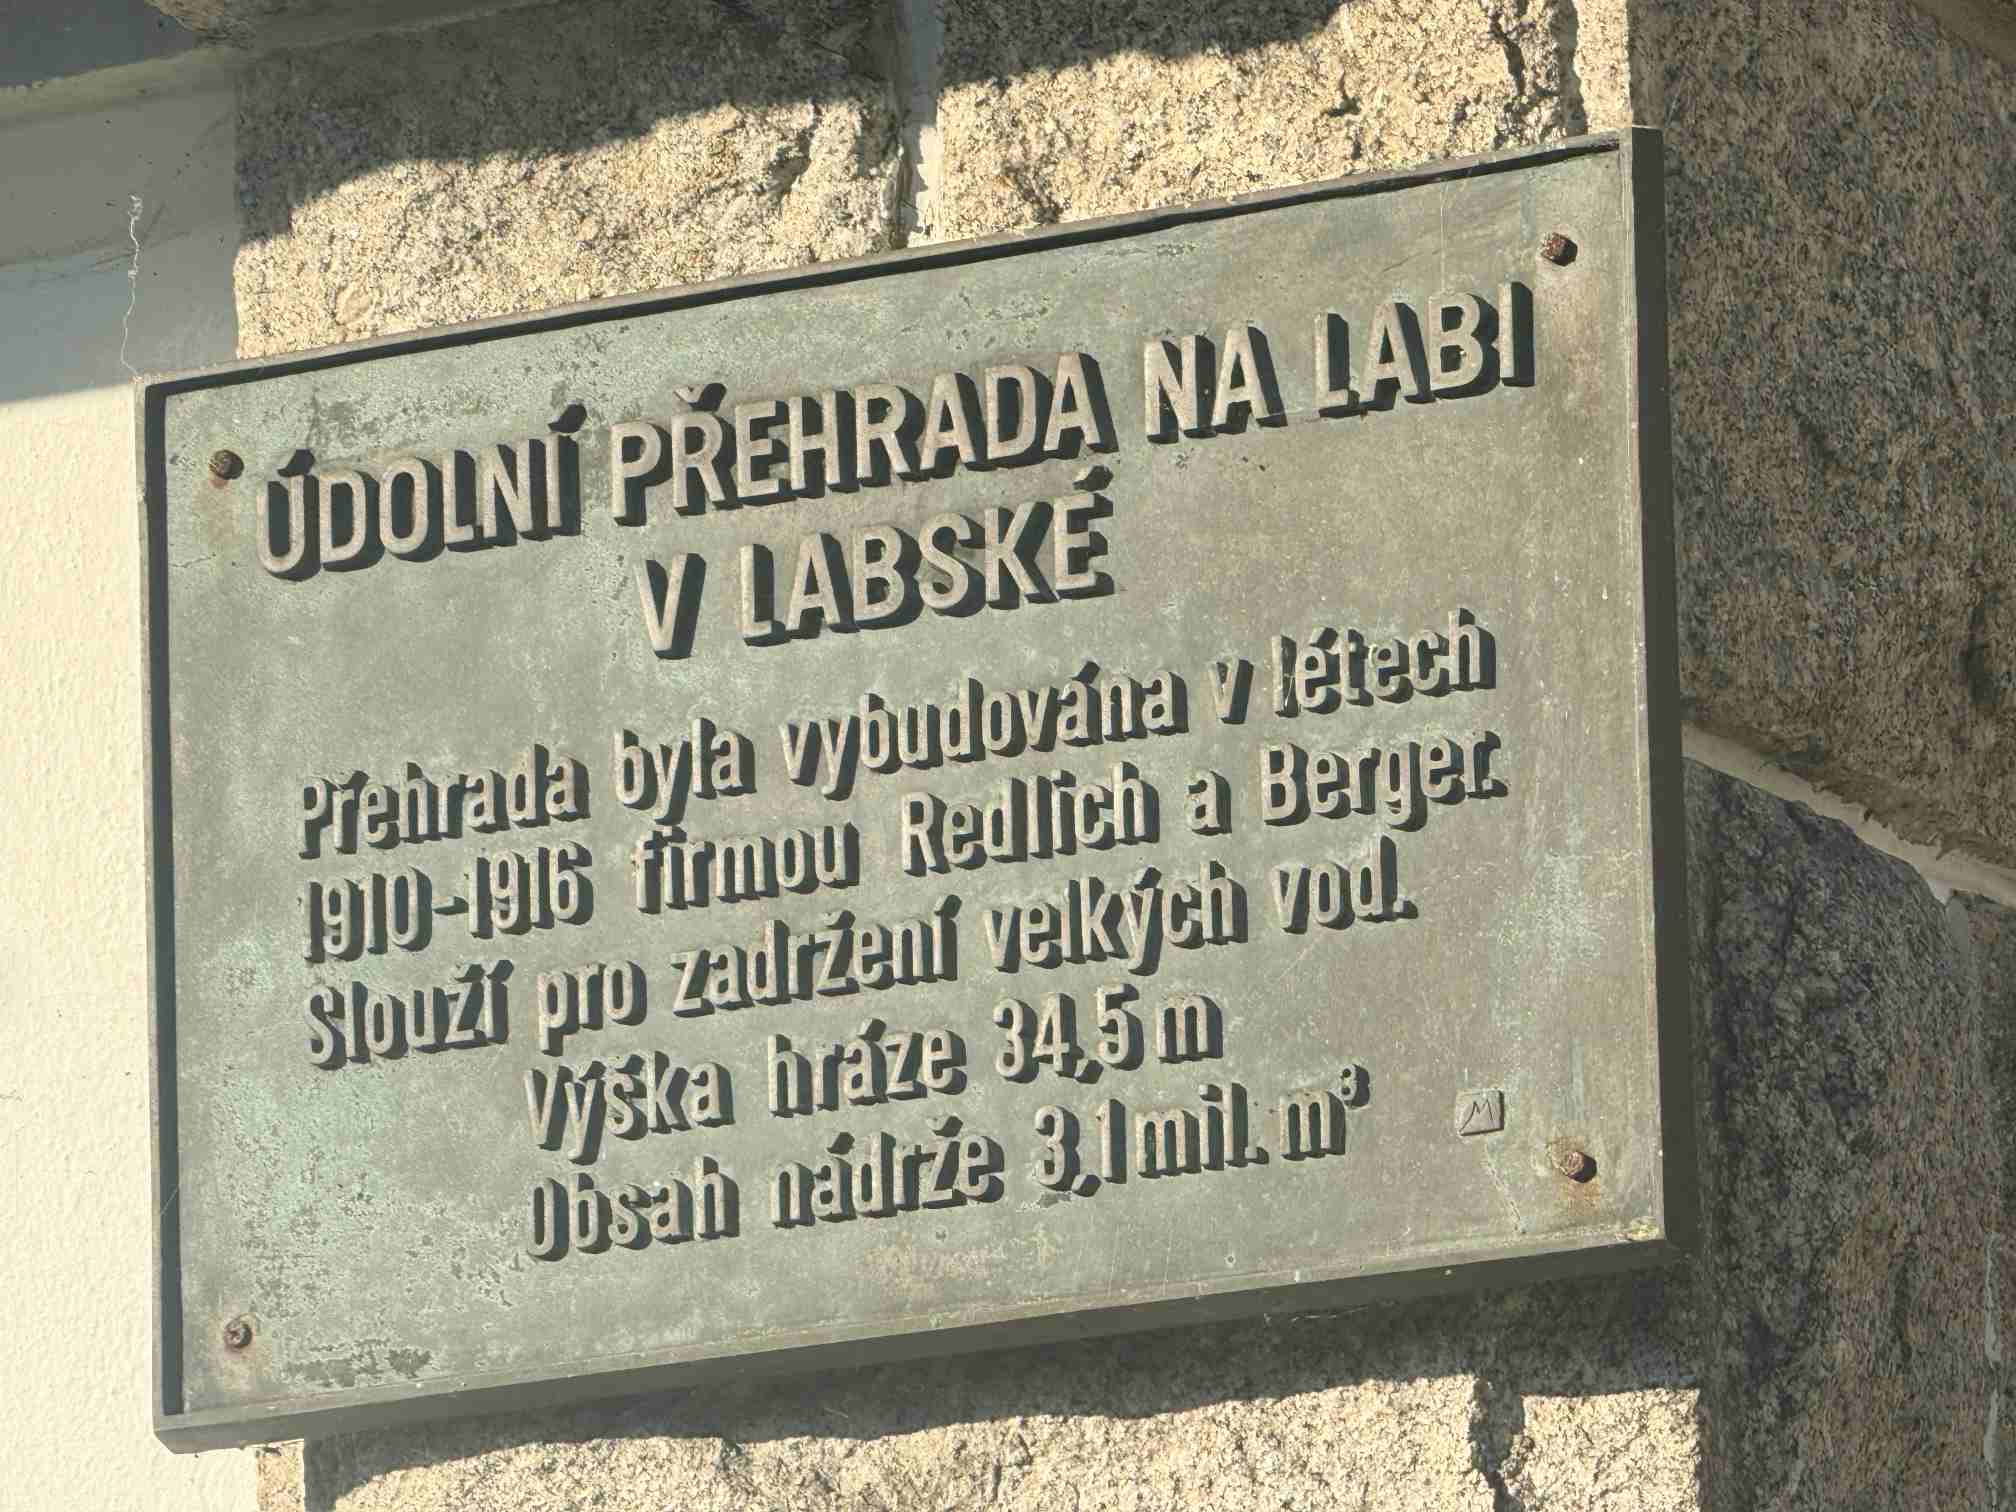 ÚDOLNÍ PŘEHRADA NA LABI
V LABSKÉ
Přehrada byla vybudována v létech
1910-1916 firmou Redlich a Berger.
Slouží pro zadržení velkých vod.
Výška hráze 34,5 m
Obsah nádrže 3,1 mil. m³
M